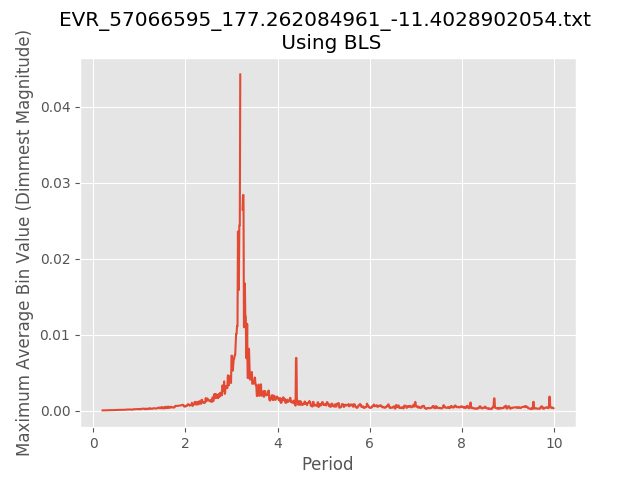 EVR_57066595_177.262084961_-11.4028902054.txt
Using BLS
Maximum Average Bin Value (Dimmest Magnitude)
0.04
0.03
0.02
0.01
0.00
0
2
4
6
8
10
Period